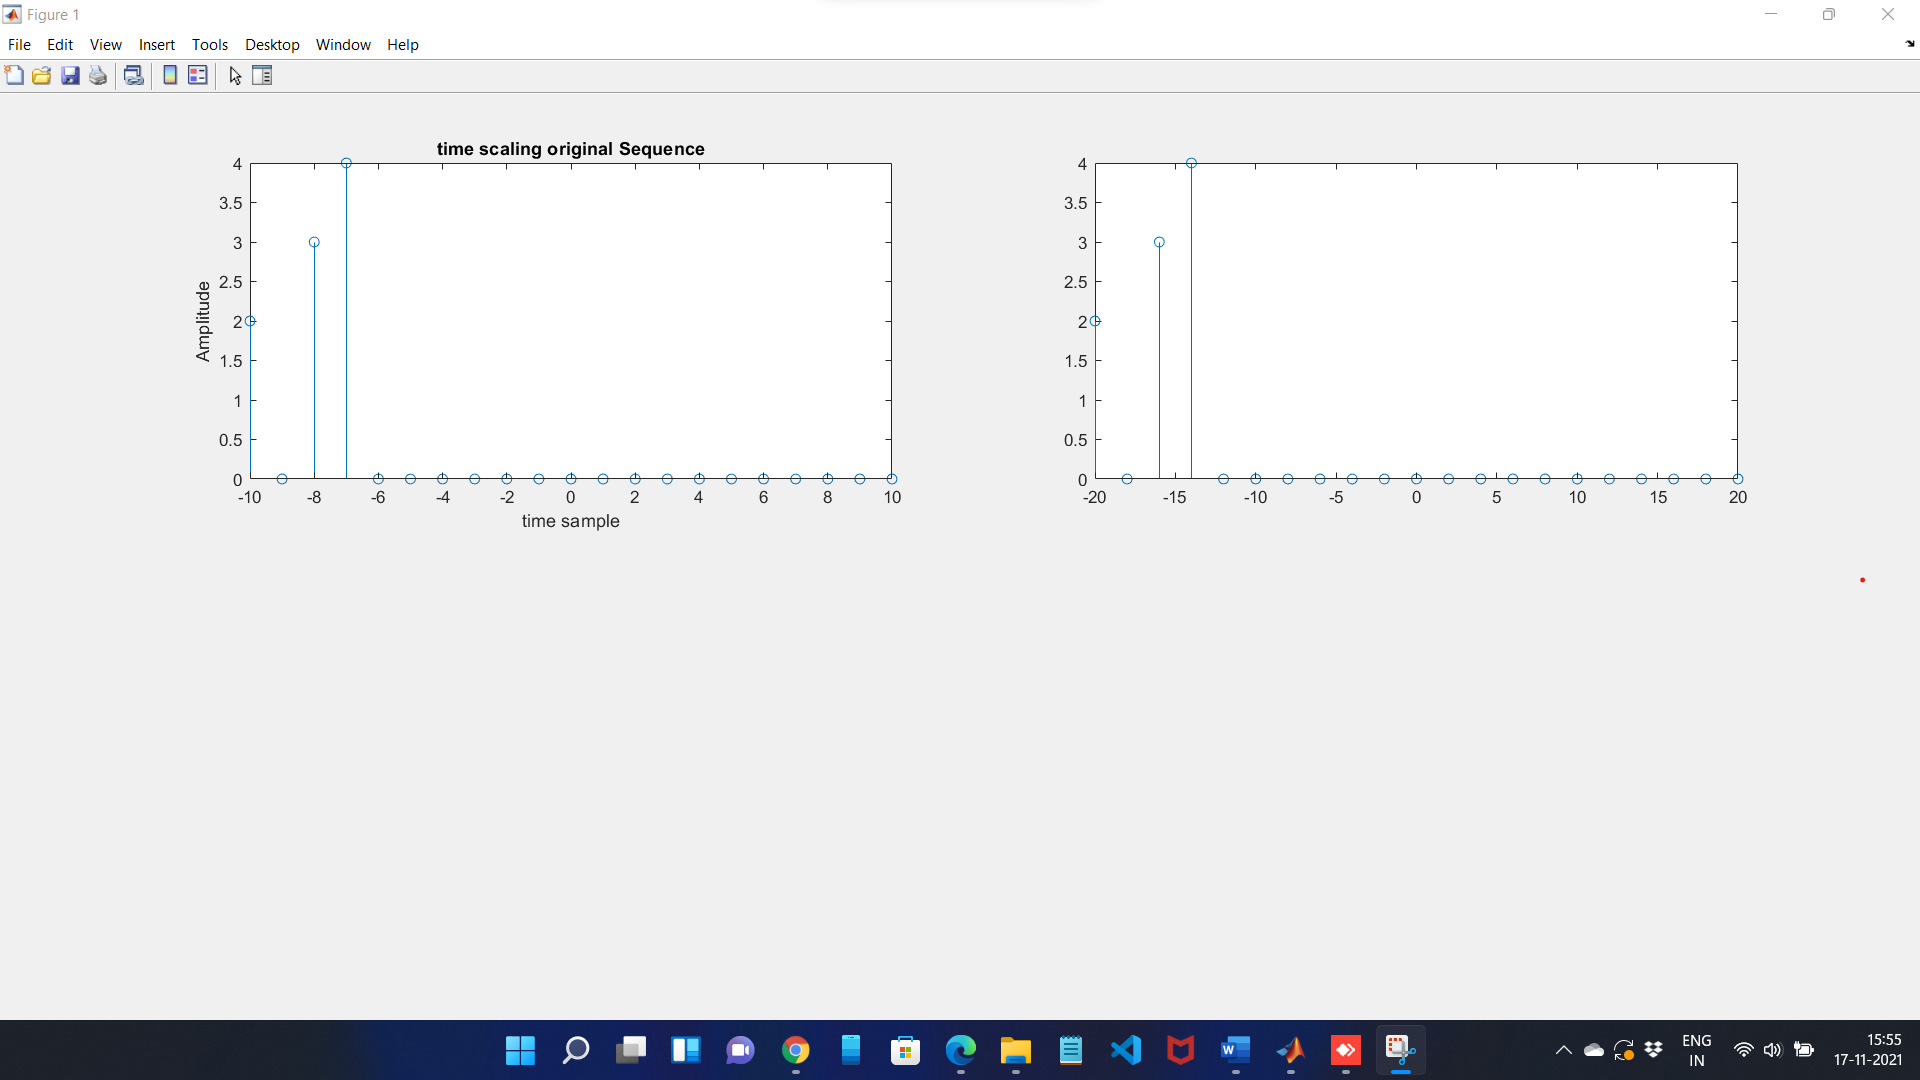 Figure 1
File Edit View Insert Tools Desktop Window Help
time scaling original Sequence
4
3.5
3
2.5
2
1.5
1
0.5
0
Amplitude
-10 -8 -6 -4 -2 0 2 4 6 8 10
time sample
4
3.5
3
2.5
2
1.5
1
0.5
0
-20 -15 -10 -5 0 5 10 15 20
W
ENG
IN
15:55
17-11-2021